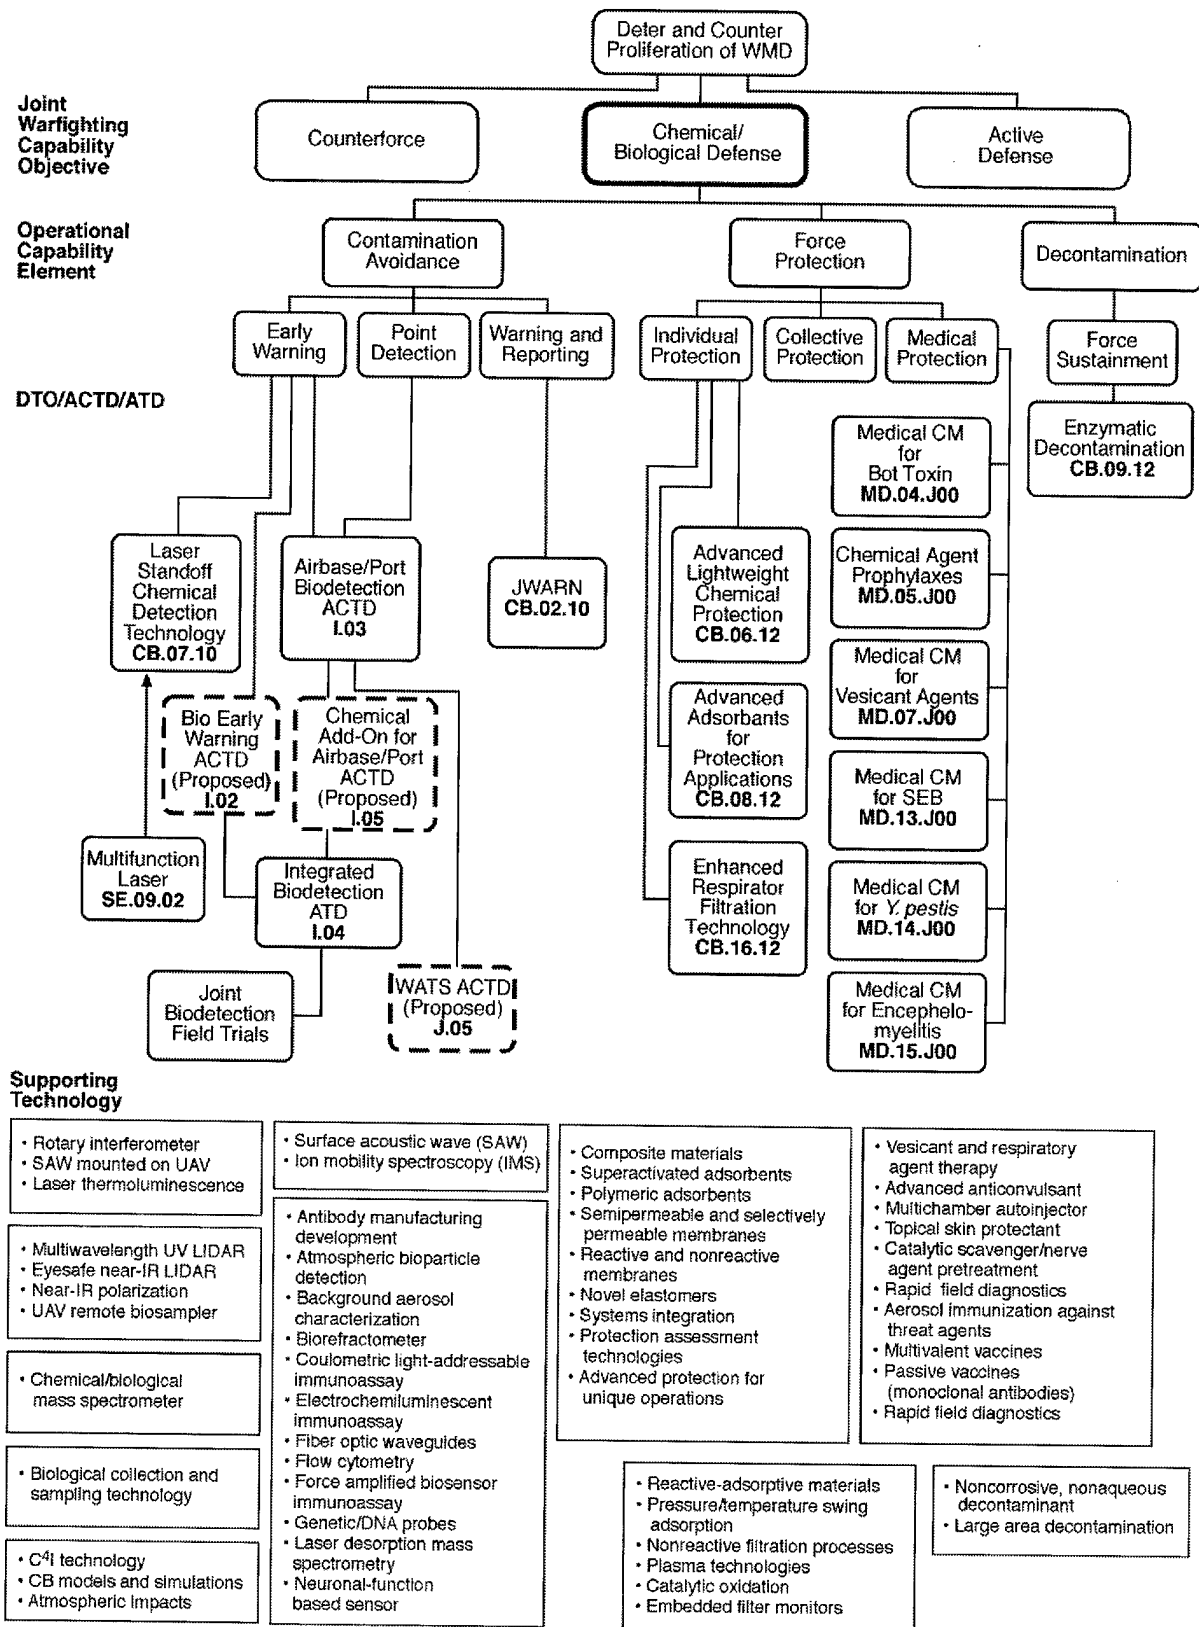 Deter and Counter
Proliferation of WMD
Joint
Warfighting
Capability
Objective
Counterforce
Chemical/
Biological Defense
Active
Defense
Operational
Capability
Element
Contamination
Avoidance
Force
Protection
Decontamination
Early
Warning
Point
Detection
Warning and
Reporting
Individual
Protection
Collective
Protection
Medical
Protection
Force
Sustainment
DTO/ACTD/ATD
Enzymatic
Decontamination
CB.09.12
Medical CM
for
Bot Toxin
MD.04.J00
Laser
Standoff
Chemical
Detection
Technology
CB.07.10
Airbase/Port
Biodetection
ACTD
I.03
JWARN
CB.02.10
Advanced
Lightweight
Chemical
Protection
CB.06.12
Chemical Agent
Prophylaxes
MD.05.J00
Medical CM
for
Vesicant Agents
MD.07.J00
Bio Early
Warning
ACTD
(Proposed)
I.02
Chemical
Add-On for
Airbase/Port
ACTD
(Proposed)
I.05
Advanced
Adsorbants
for
Protection
Applications
CB.08.12
Medical CM
for SEB
MD.13.J00
Multifunction
Laser
SE.09.02
Integrated
Biodetection
ATD
I.04
Enhanced
Respirator
Filtration
Technology
CB.16.12
Medical CM
for Y. pestis
MD.14.J00
Joint
Biodetection
Field Trials
WATS ACTD
(Proposed)
J.05
Medical CM
for Encephelo-
myelitis
MD.15.J00
Supporting
Technology
• Rotary interferometer
• SAW mounted on UAV
• Laser thermoluminescence
• Multiwavelength UV LIDAR
• Eyesafe near-IR LIDAR
• Near-IR polarization
• UAV remote biosampler
• Chemical/biological
mass spectrometer
• Biological collection and
sampling technology
• C⁴I technology
• CB models and simulations
• Atmospheric impacts
• Surface acoustic wave (SAW)
• Ion mobility spectroscopy (IMS)
• Antibody manufacturing
development
• Atmospheric bioparticle
detection
• Background aerosol
characterization
• Biorefractometer
• Coulometric light-addressable
immunoassay
• Electrochemiluminescent
immunoassay
• Fiber optic waveguides
• Flow cytometry
• Force amplified biosensor
immunoassay
• Genetic/DNA probes
• Laser desorption mass
spectrometry
• Neuronal-function
based sensor
• Composite materials
• Superactivated adsorbents
• Polymeric adsorbents
• Semipermeable and selectively
permeable membranes
• Reactive and nonreactive
membranes
• Novel elastomers
• Systems integration
• Protection assessment
technologies
• Advanced protection for
unique operations
• Vesicant and respiratory
agent therapy
• Advanced anticonvulsant
• Multichamber autoinjector
• Topical skin protectant
• Catalytic scavenger/nerve
agent pretreatment
• Rapid field diagnostics
• Aerosol immunization against
threat agents
• Multivalent vaccines
• Passive vaccines
(monoclonal antibodies)
• Rapid field diagnostics
• Reactive-adsorptive materials
• Pressure/temperature swing
adsorption
• Nonreactive filtration processes
• Plasma technologies
• Catalytic oxidation
• Embedded filter monitors
• Noncorrosive, nonaqueous
decontaminant
• Large area decontamination